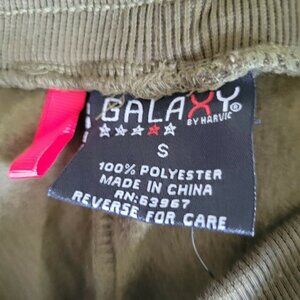 GALAXY®
BY HARVIC
S
100% POLYESTER
MADE IN CHINA
RN: 63967
REVERSE FOR CARE